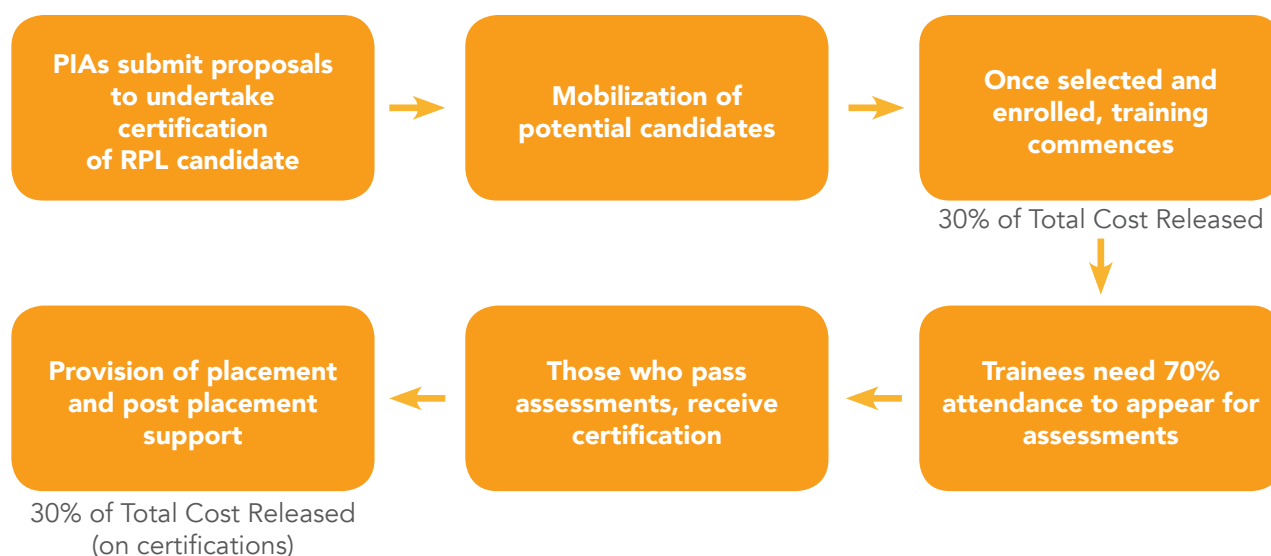 PIAs submit proposals
to undertake
certification
of RPL candidate
Mobilization of
potential candidates
Once selected and
enrolled, training
commences
30% of Total Cost Released
Trainees need 70%
attendance to appear for
assessments
Those who pass
assessments, receive
certification
Provision of placement
and post placement
support
30% of Total Cost Released
(on certifications)